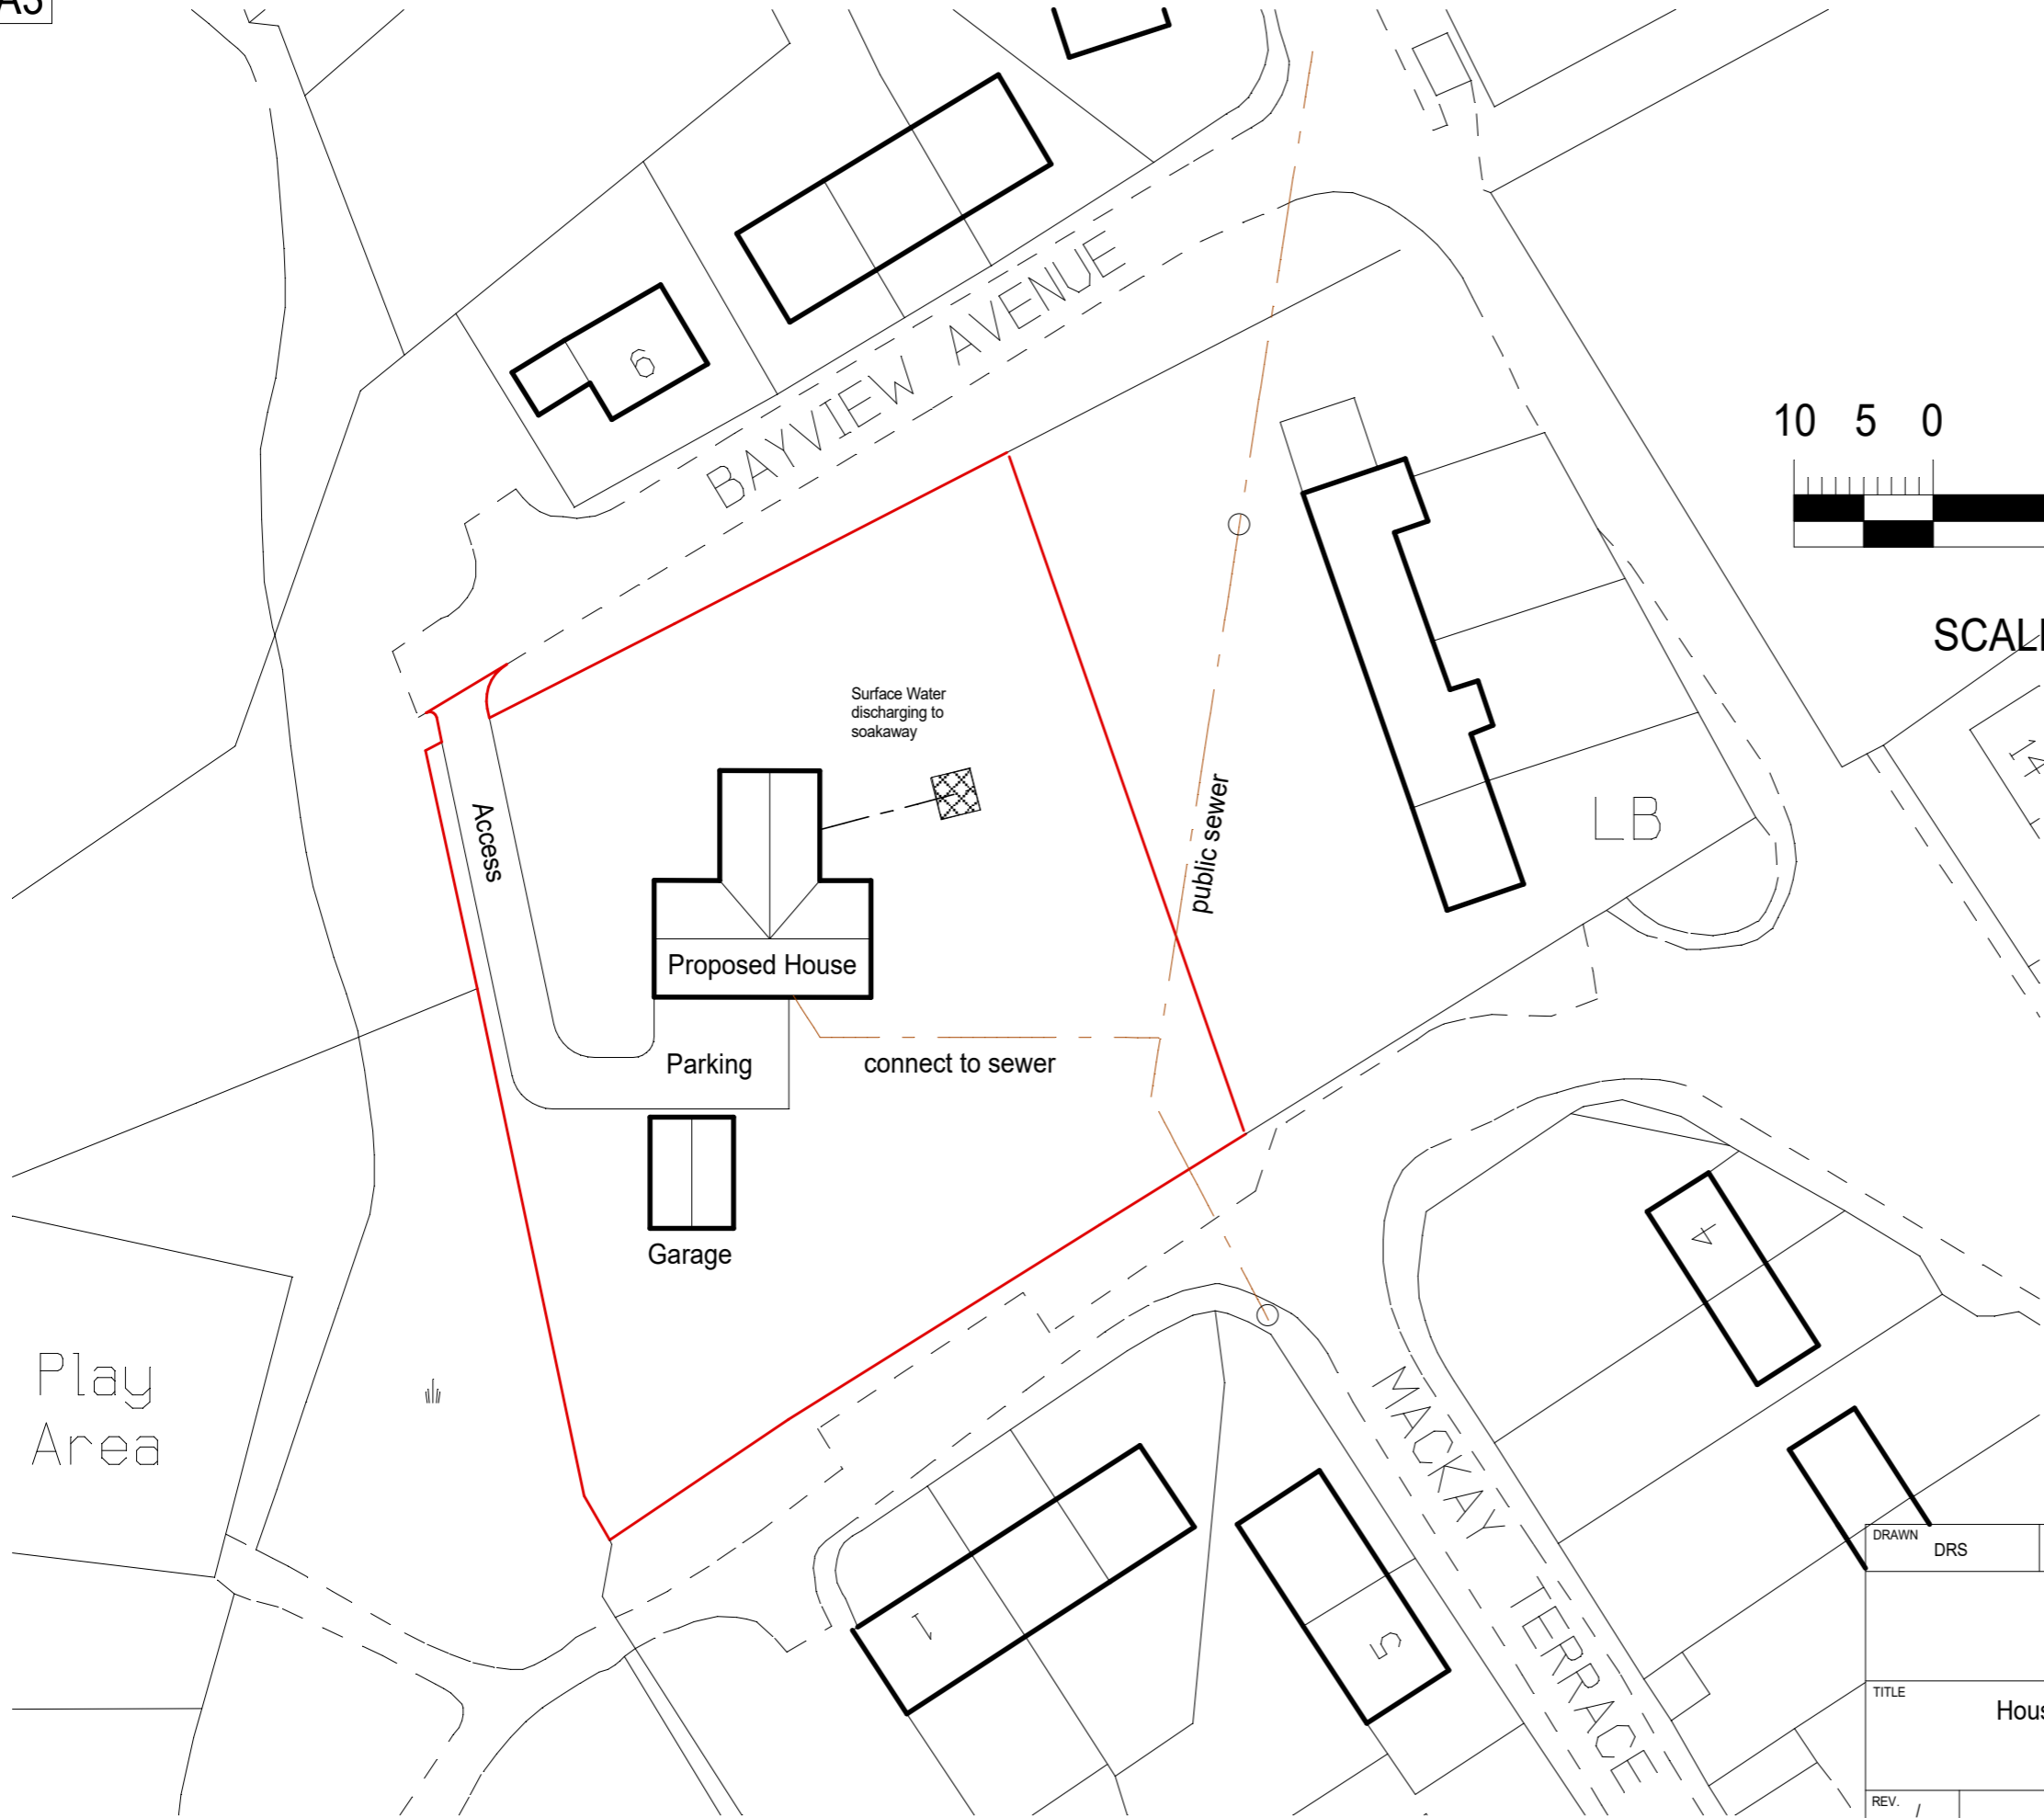 A3
BAYVIEW AVENUE
6
10 5 0
Surface Water
discharging to
soakaway
14
Access
public sewer
LB
Proposed House
Parking
connect to sewer
4
Garage
Play
Area
MACKAY TERRACE
1
5
DRAWN
DRS
TITLE
REV.
/